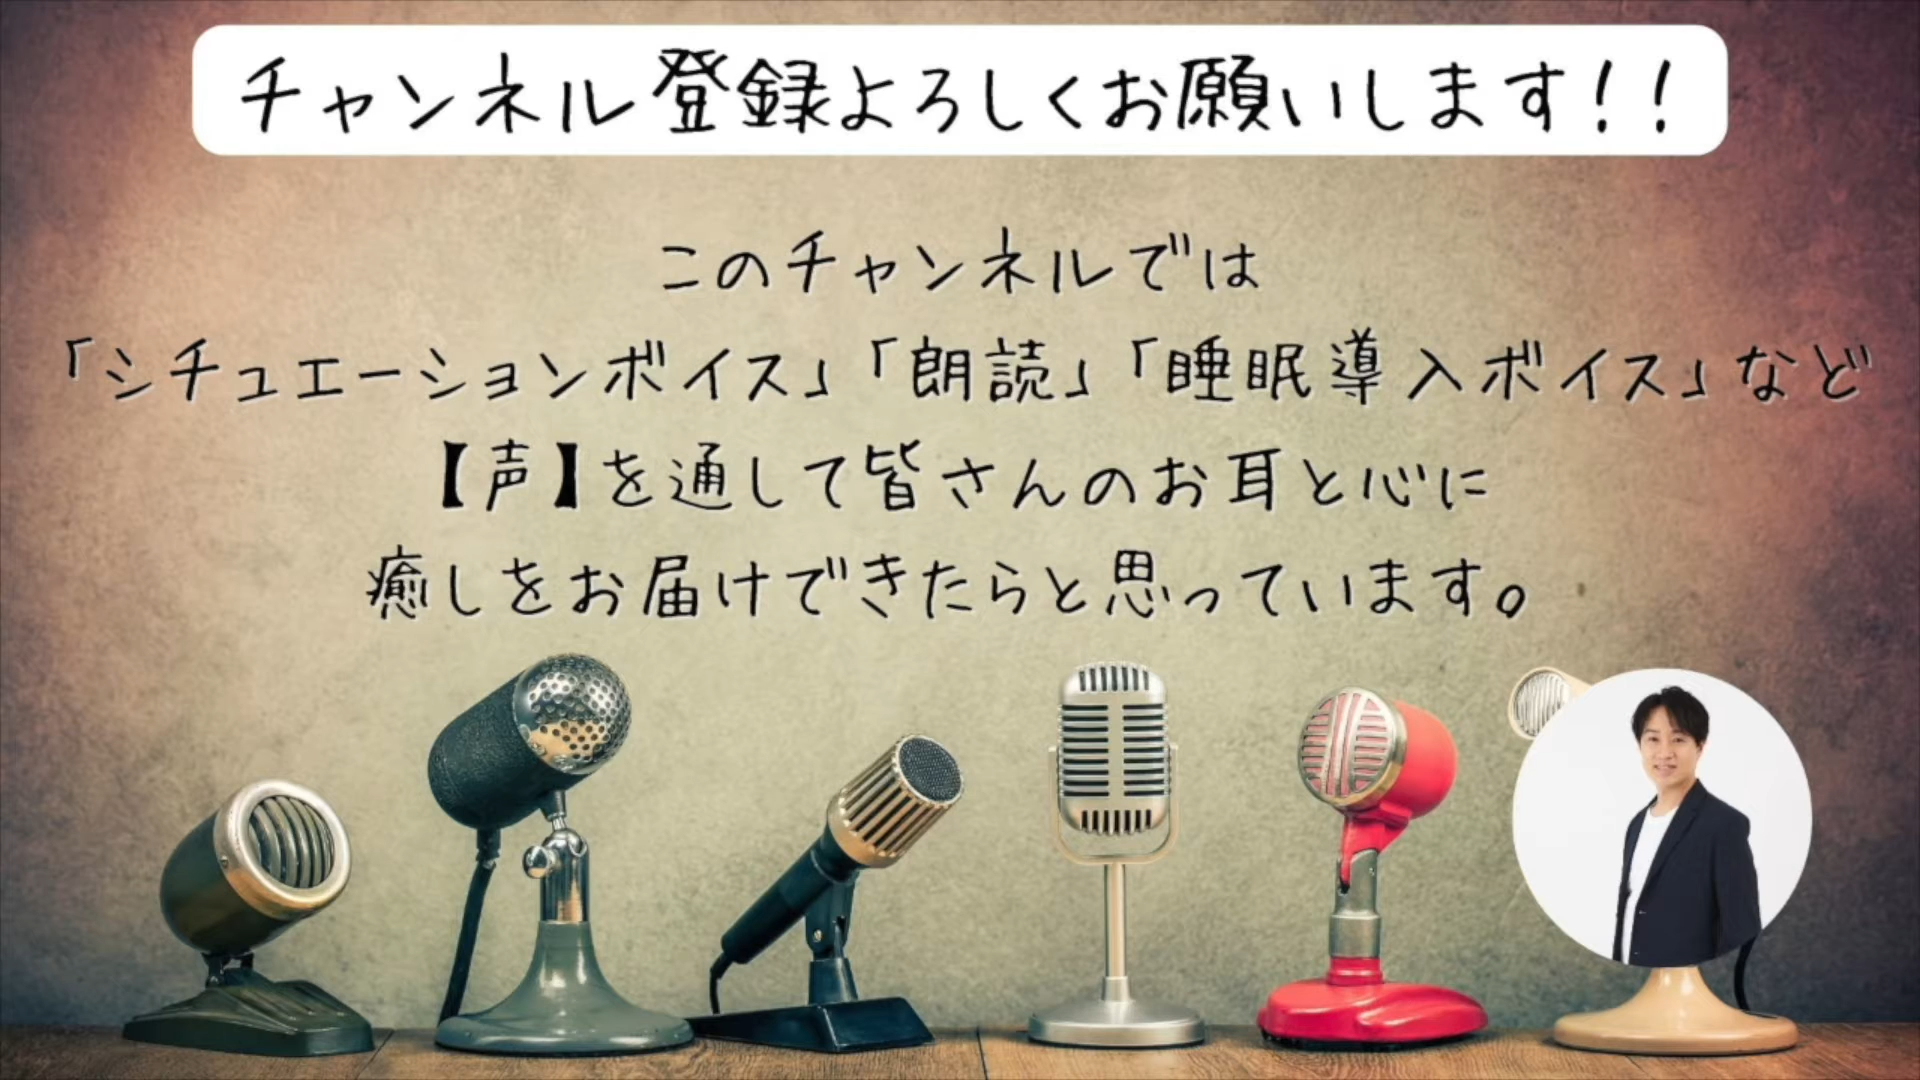 チャンネル登録よろしくお願いします!!
このチャンネルでは
「シチュエーションボイス」「朗読」「睡眠導入ボイス」など
【声】を通して皆さんのお耳と心に
癒しをお届けできたらと思っています。